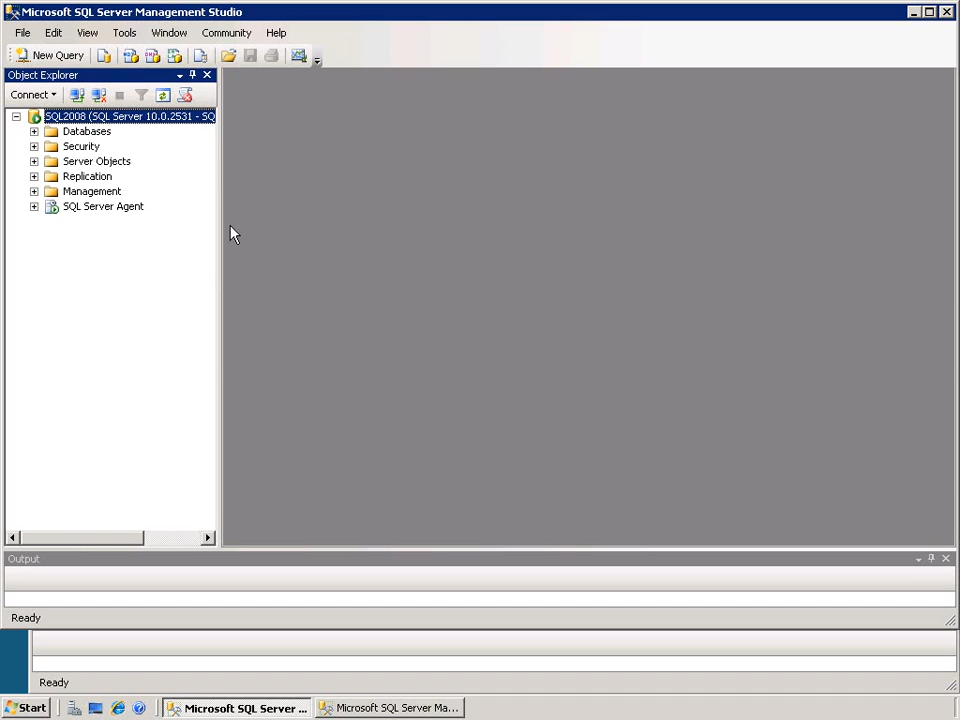 Microsoft SQL Server Management Studio
File Edit View Tools Window Community Help
New Query
Object Explorer
Connect
SQL2008 (SQL Server 10.0.2531 - SQ
Databases
Security
Server Objects
Replication
Management
SQL Server Agent
Output
Ready
Ready
Start Microsoft SQL Server ... Microsoft SQL Server Ma...